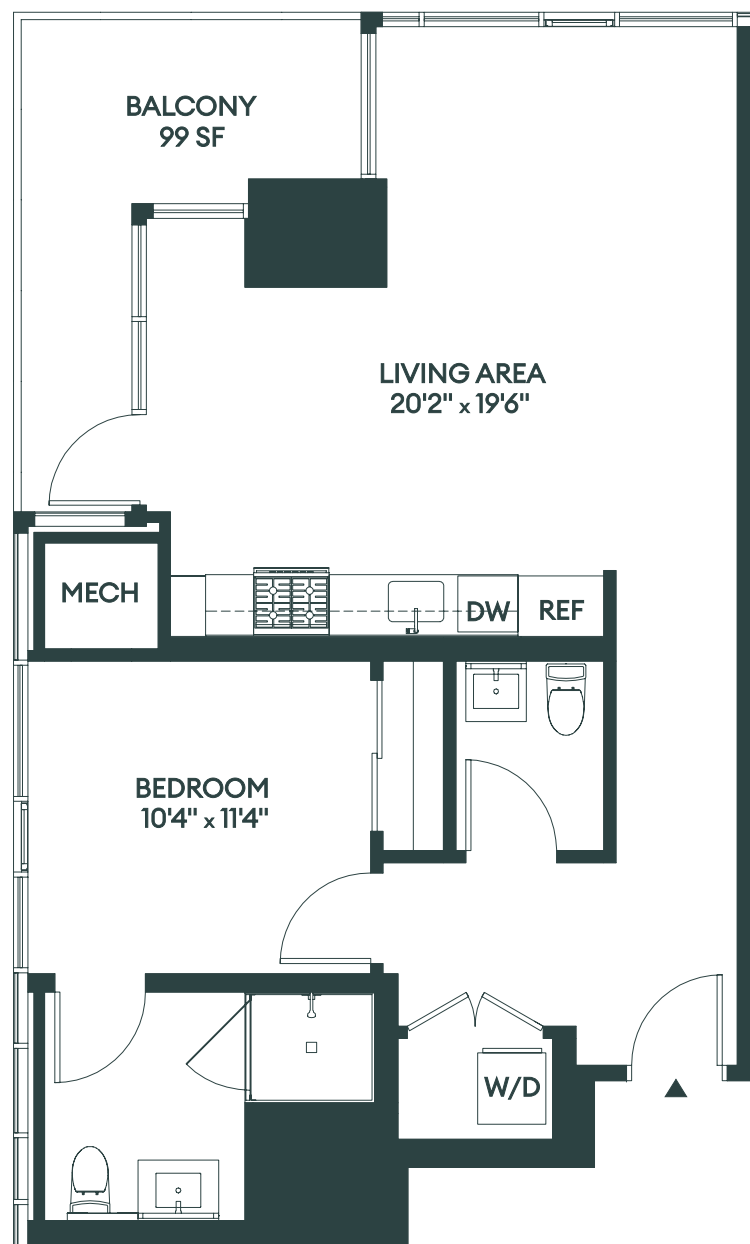 BALCONY
99 SF
LIVING AREA
20'2" x 19'6"
MECH
DW
REF
BEDROOM
10'4" x 11'4"
W/D